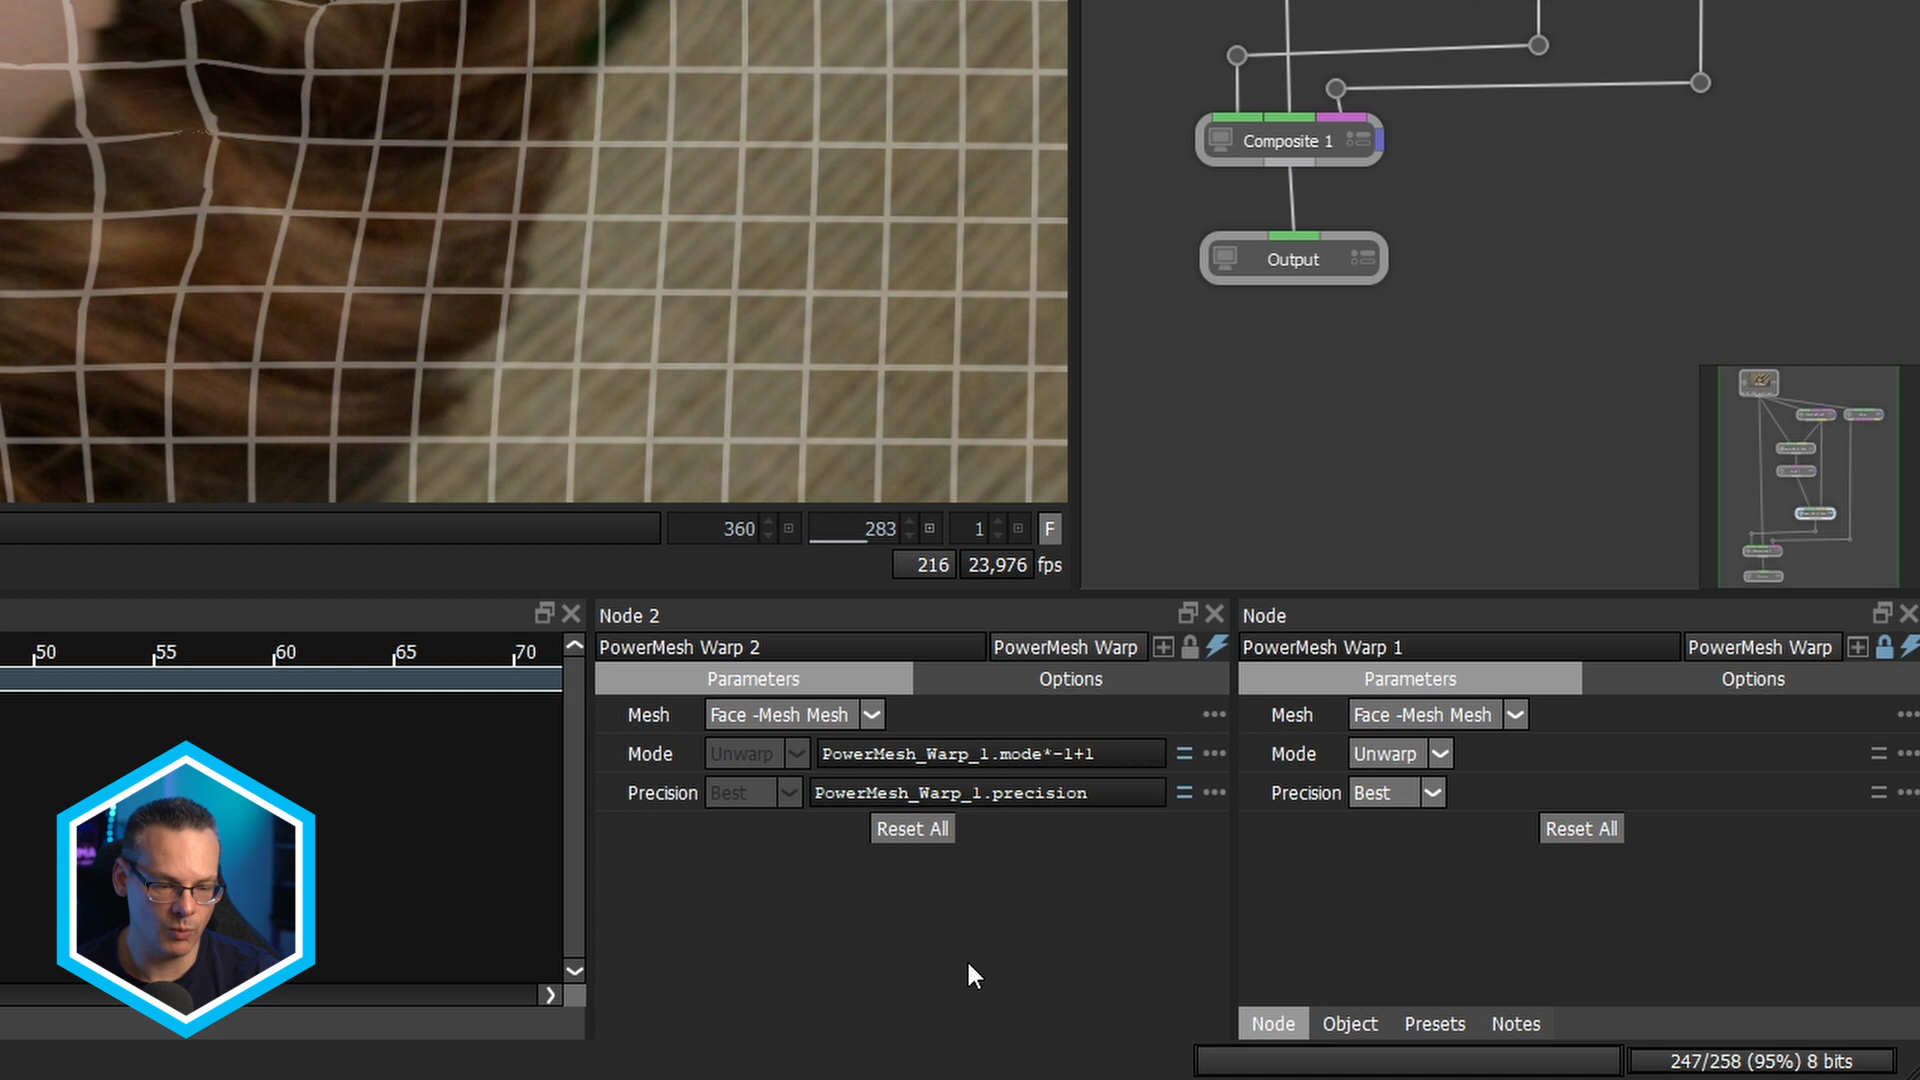 Composite 1
Output
360
283
1
F
216
23,976
fps
50
55
60
65
70
Node 2
PowerMesh Warp 2
PowerMesh Warp
Parameters
Options
Mesh
Face -Mesh Mesh
Mode
Unwarp
PowerMesh_Warp_1.mode*-1+1
Precision
Best
PowerMesh_Warp_1.precision
Reset All
Node
PowerMesh Warp 1
PowerMesh Warp
Parameters
Options
Mesh
Face -Mesh Mesh
Mode
Unwarp
Precision
Best
Reset All
Node
Object
Presets
Notes
247/258 (95%) 8 bits